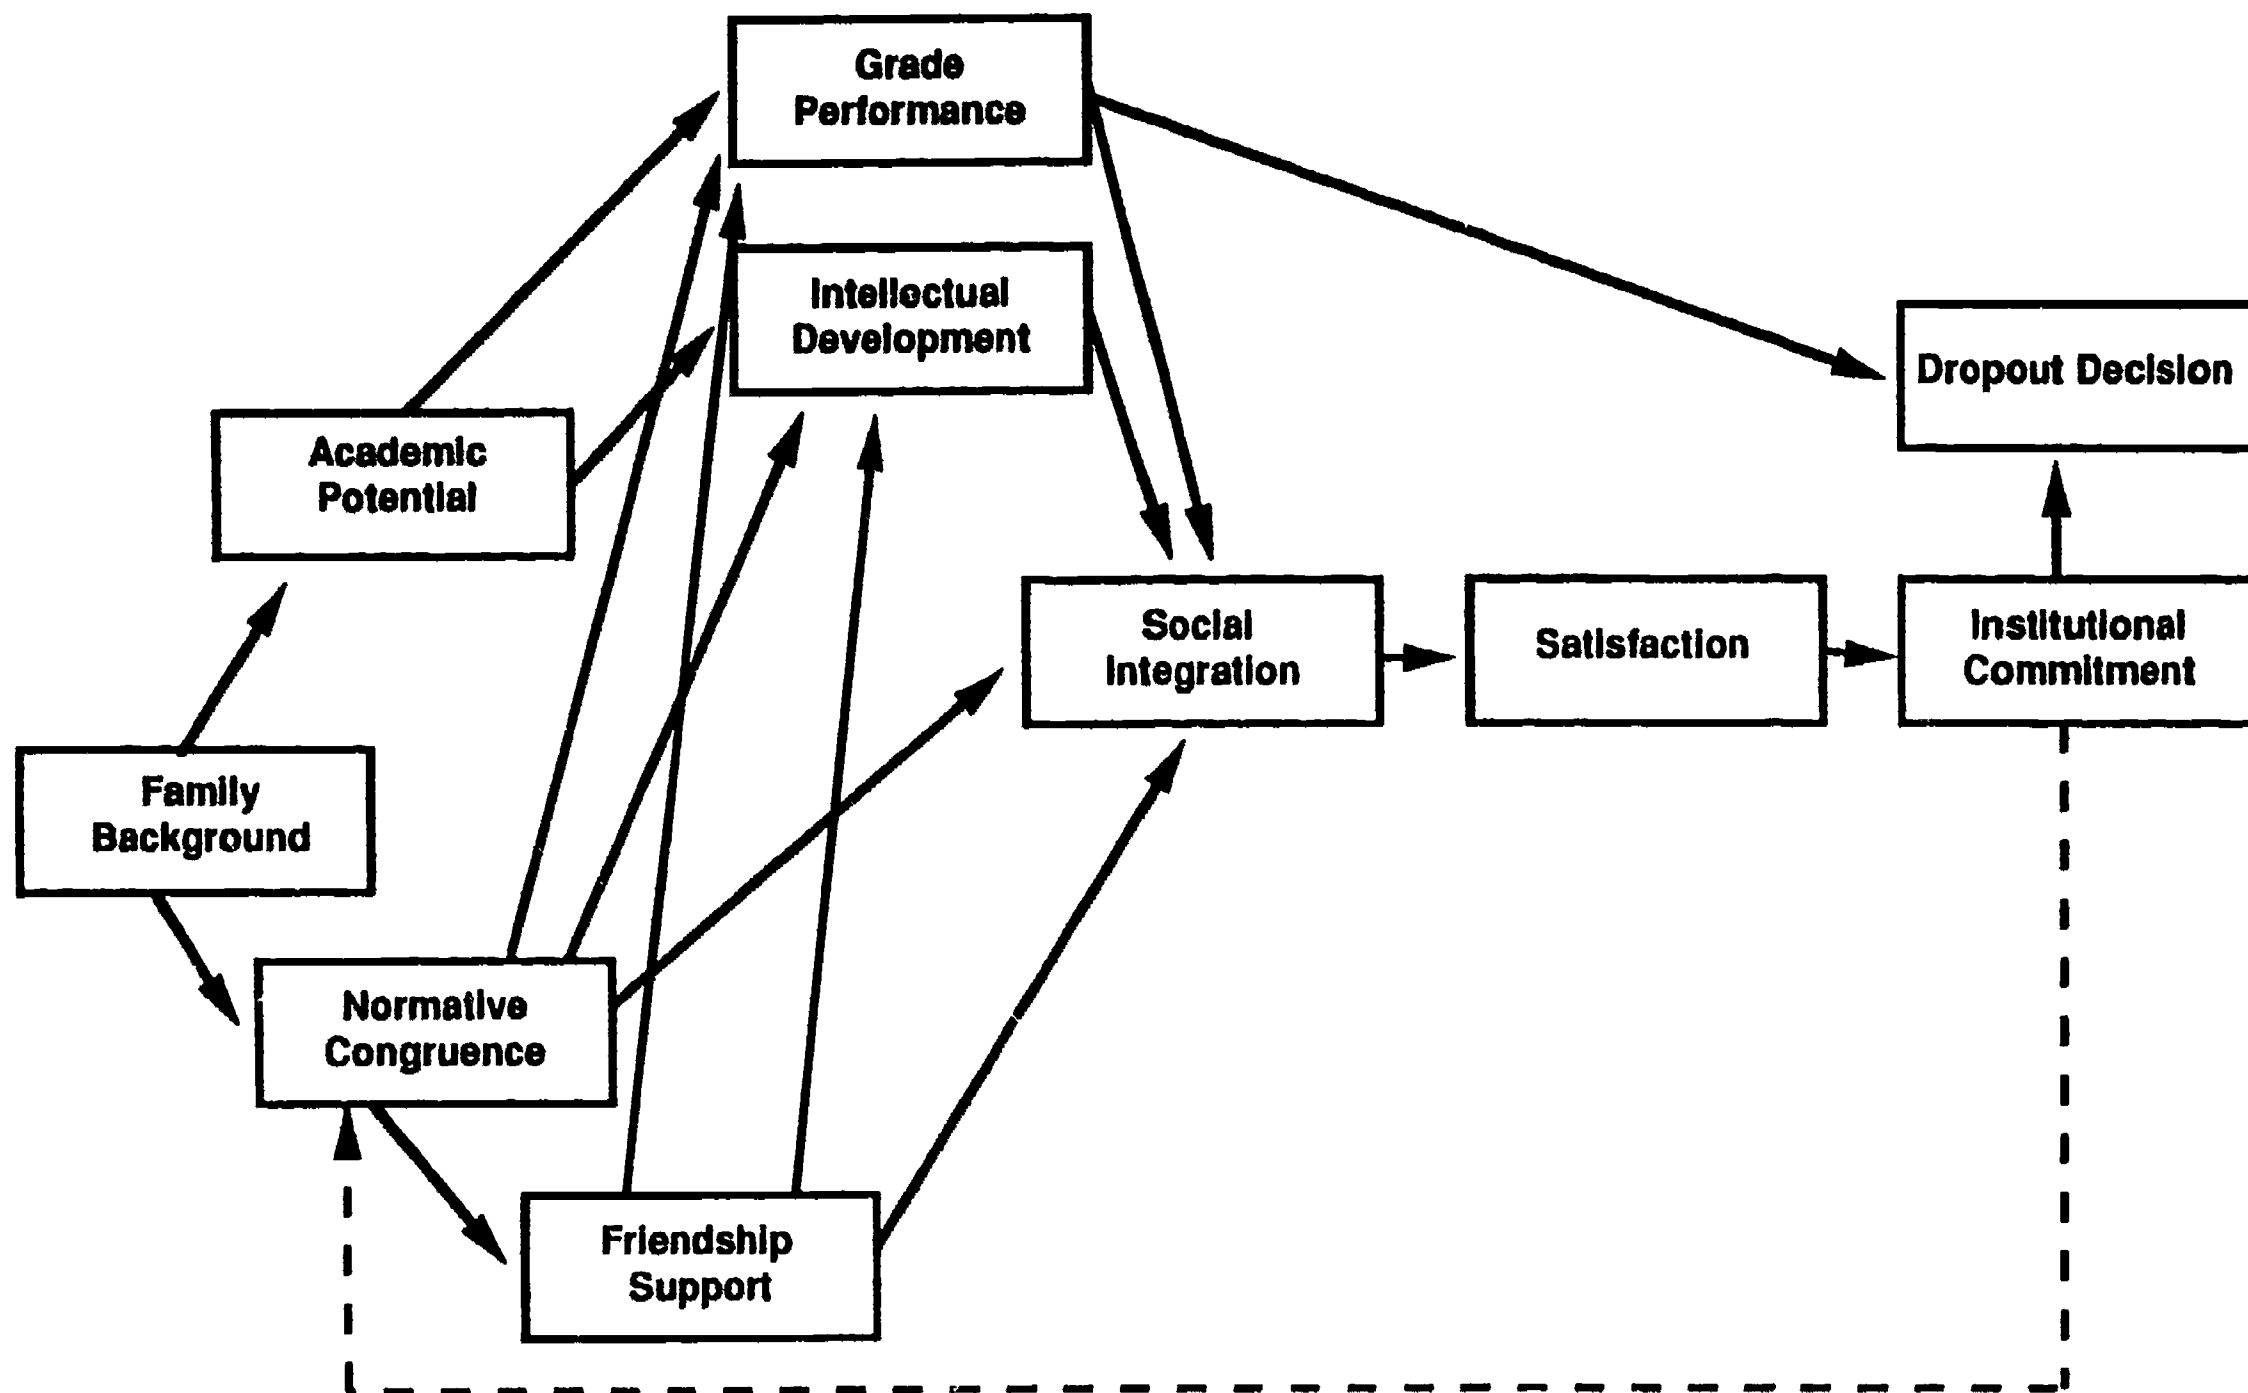 Grade
Performance
Intellectual
Development
Dropout Decision
Academic
Potential
Social
Integration
Satisfaction
Institutional
Commitment
Family
Background
Normative
Congruence
Friendship
Support